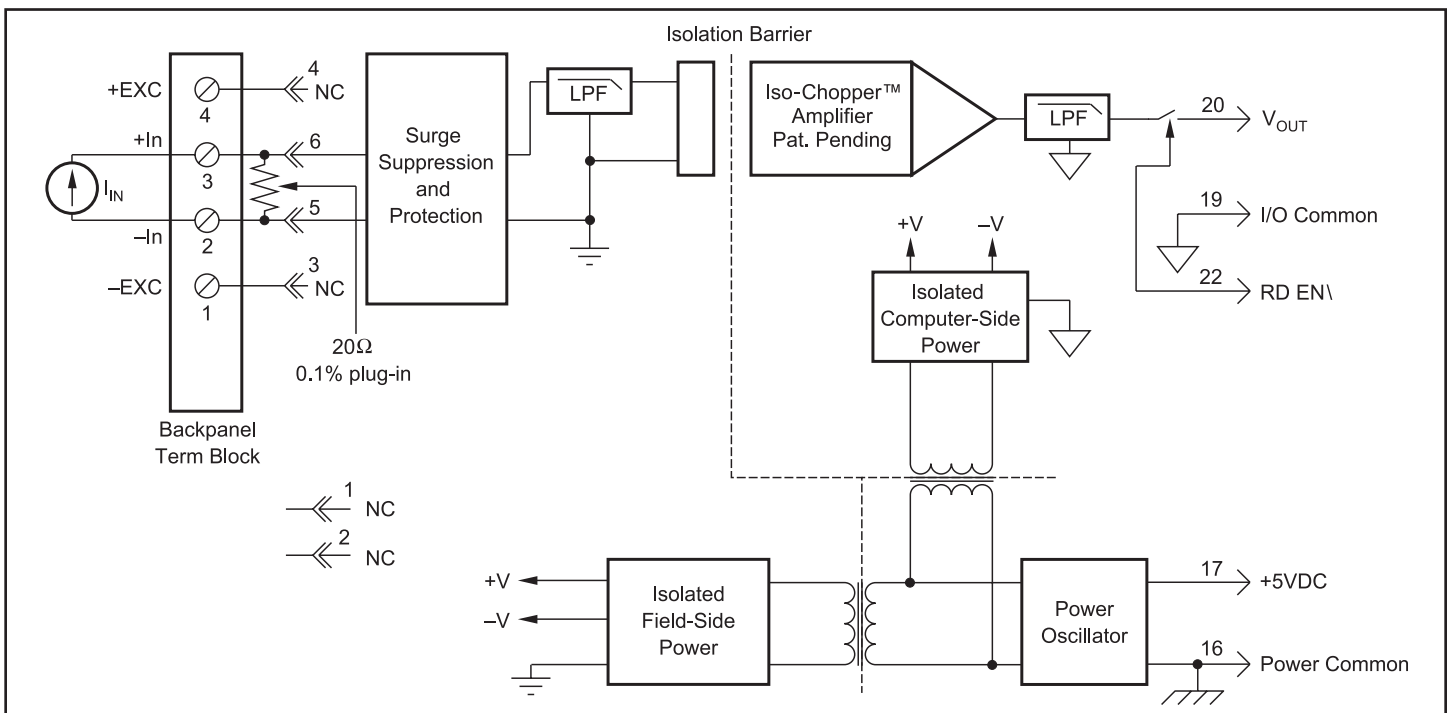 Isolation Barrier
+EXC
4
4
NC
+In
3
6
I_IN
–In
2
5
–EXC
1
3
NC
20Ω
0.1% plug-in
Backpanel
Term Block
1
NC
2
NC
Surge
Suppression
and
Protection
LPF
Iso-Chopper™
Amplifier
Pat. Pending
LPF
20
V_OUT
19
I/O Common
22
RD EN\
+V
–V
Isolated
Computer-Side
Power
+V
–V
Isolated
Field-Side
Power
Power
Oscillator
17
+5VDC
16
Power Common